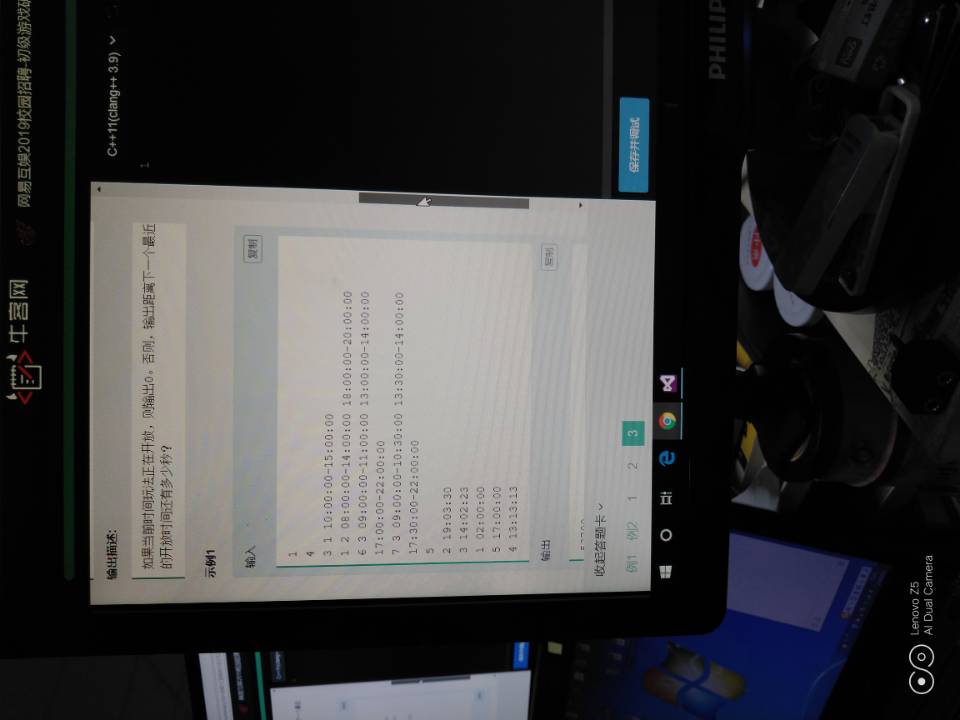 牛客网
网易互娱2019校园招聘-初级游戏研
输出描述:
C++11(clang++ 3.9)
如果当前时间玩法正在开放，则输出0。否则，输出距离下一个最近
的开放时间还有多少秒？
1
示例1
输入
复制
1
4
3 1 10:00:00-15:00:00
1 2 08:00:00-14:00:00 18:00:00-20:00:00
6 3 09:00:00-11:00:00 13:00:00-14:00:00
17:00:00-22:00:00
7 3 09:00:00-10:30:00 13:30:00-14:00:00
17:30:00-22:00:00
5
2 19:03:30
3 14:02:23
1 02:00:00
5 17:00:00
4 13:13:13
输出
复制
收起答题卡
例1 例2 1 2 3
保存并调试
PHILIP
Lenovo Z5
AI Dual Camera